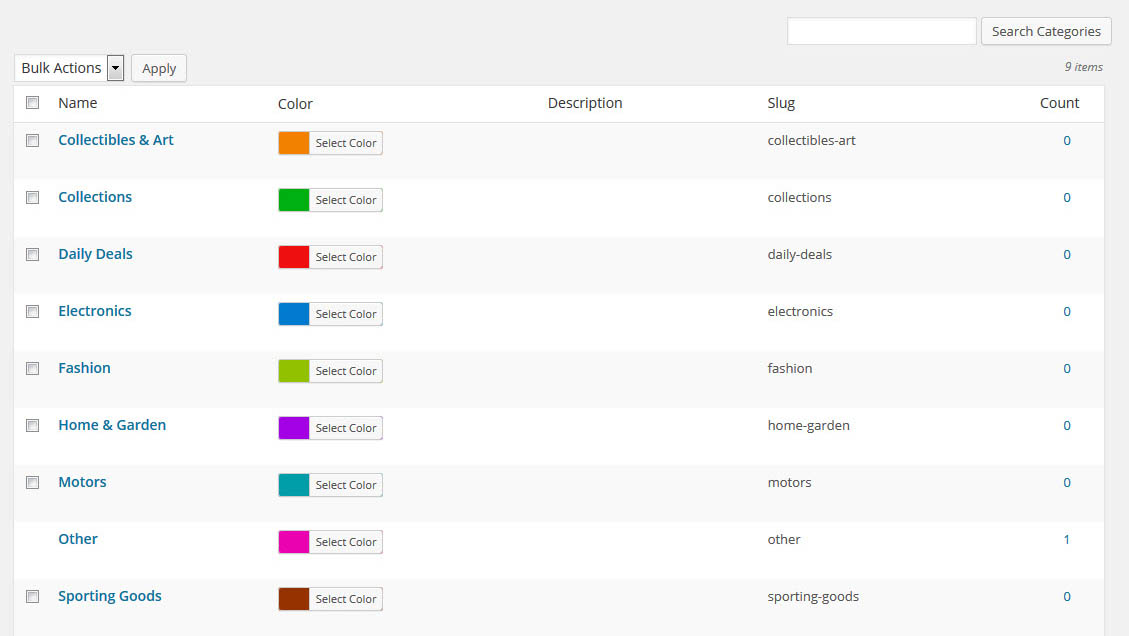 Search Categories
Bulk Actions Apply 9 items
Name Color Description Slug Count
Collectibles & Art Select Color collectibles-art 0
Collections Select Color collections 0
Daily Deals Select Color daily-deals 0
Electronics Select Color electronics 0
Fashion Select Color fashion 0
Home & Garden Select Color home-garden 0
Motors Select Color motors 0
Other Select Color other 1
Sporting Goods Select Color sporting-goods 0